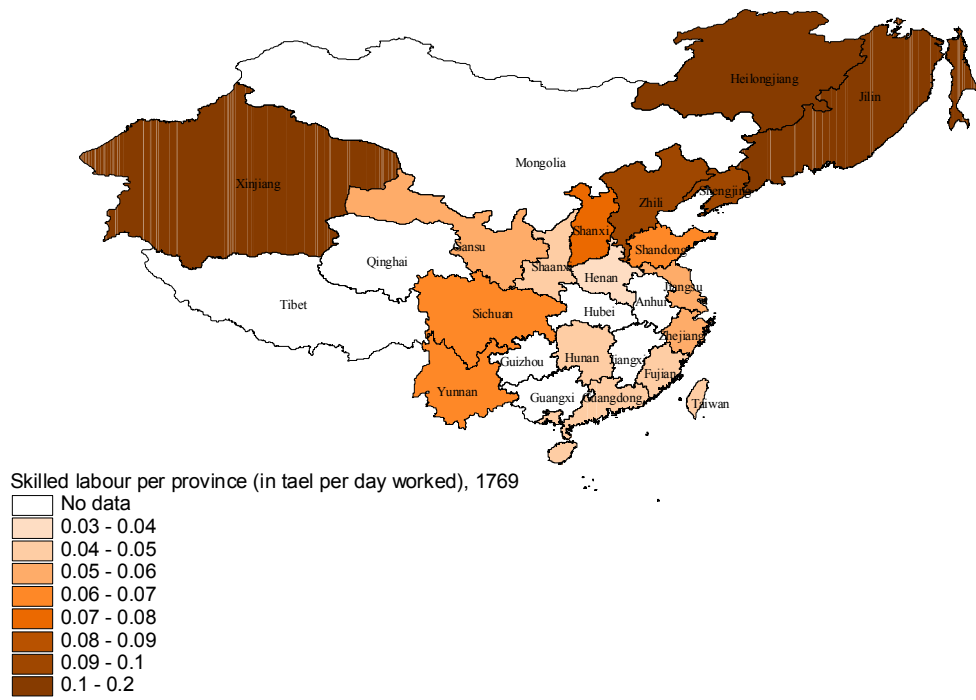 Heilongjiang
Jilin
Mongolia
Xinjiang
Zhili
Shengjing
Shanxi
Gansu
Shandong
Qinghai
Shaanx
Henan
Jiangsu
Tibet
Anhui
Sichuan
Hubei
Zhejiang
Guizhou
Hunan
Jiangx
Fujian
Yunnan
Guangxi
Guangdong
Taiwan
Skilled labour per province (in tael per day worked), 1769
No data
0.03 - 0.04
0.04 - 0.05
0.05 - 0.06
0.06 - 0.07
0.07 - 0.08
0.08 - 0.09
0.09 - 0.1
0.1 - 0.2